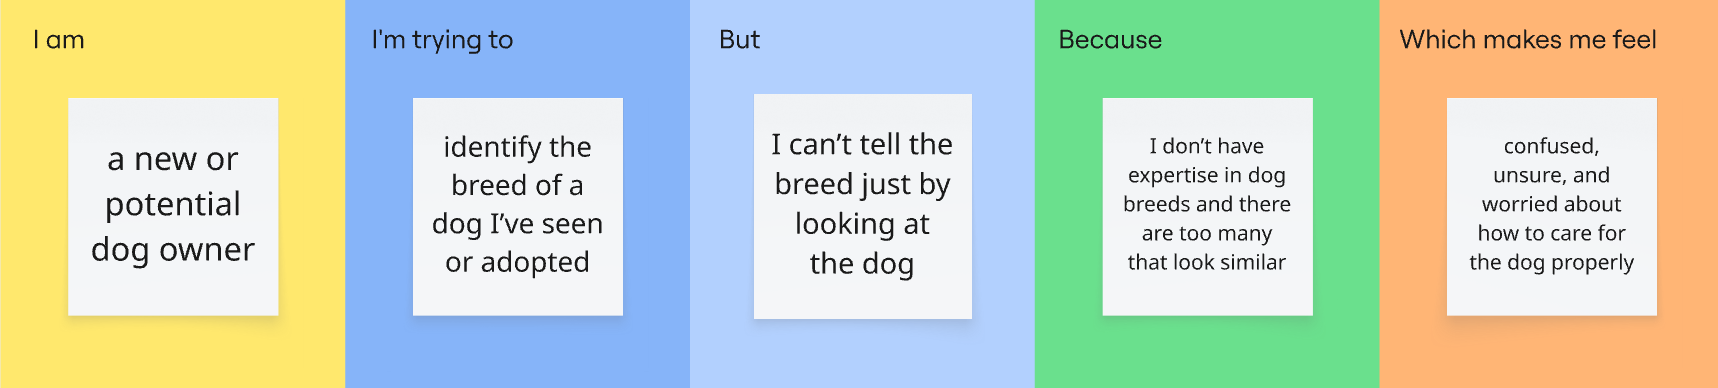 I am
a new or
potential
dog owner
I'm trying to
identify the
breed of a
dog I’ve seen
or adopted
But
I can’t tell the
breed just by
looking at
the dog
Because
I don’t have
expertise in dog
breeds and there
are too many
that look similar
Which makes me feel
confused,
unsure, and
worried about
how to care for
the dog properly